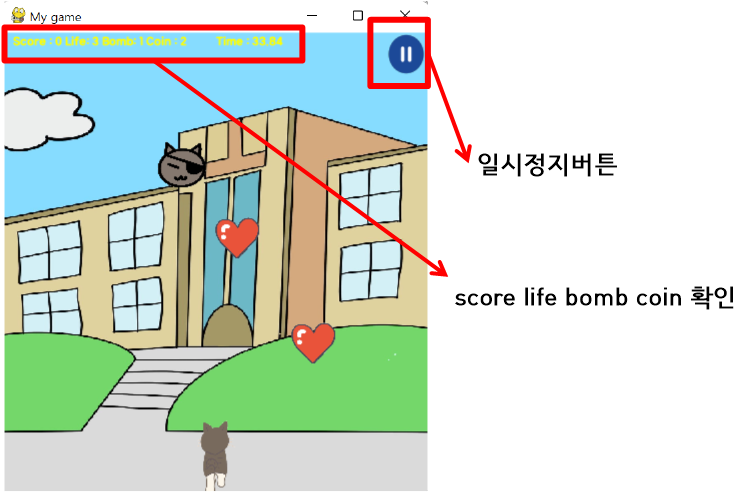 My game
Score : 0 Life: 3 Bomb: 1 Coin : 2 Time : 33.84
일시정지버튼
score life bomb coin 확인